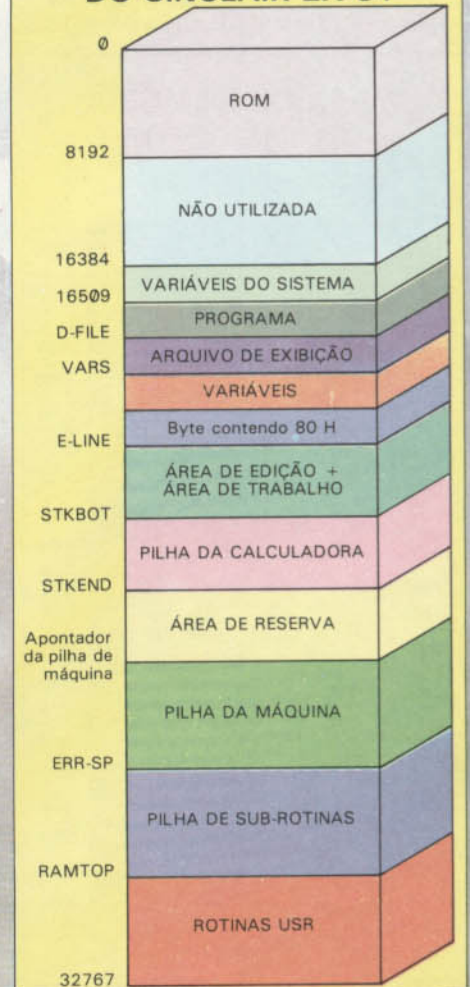 DO SINCLAIR
0
ROM
8192
NÃO UTILIZADA
16384
VARIÁVEIS DO SISTEMA
16509
PROGRAMA
D-FILE
ARQUIVO DE EXIBIÇÃO
VARS
VARIÁVEIS
Byte contendo 80 H
E-LINE
ÁREA DE EDIÇÃO +
ÁREA DE TRABALHO
STKBOT
PILHA DA CALCULADORA
STKEND
ÁREA DE RESERVA
Apontador
da pilha de
máquina
PILHA DA MÁQUINA
ERR-SP
PILHA DE SUB-ROTINAS
RAMTOP
ROTINAS USR
32767